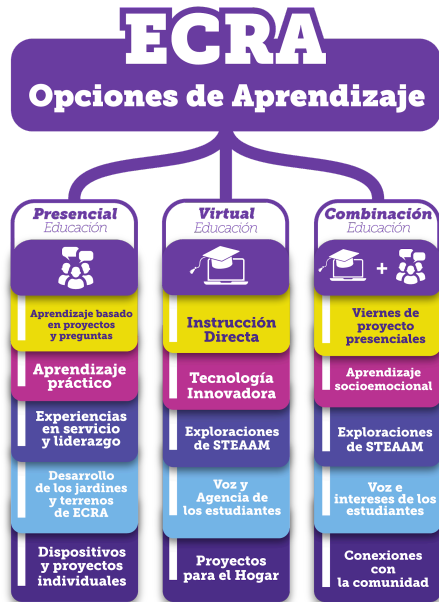 ECRA
Opciones de Aprendizaje
Presencial
Educación
Aprendizaje basado
en proyectos
y preguntas
Aprendizaje
práctico
Experiencias
en servicio
y liderazgo
Desarrollo
de los jardines
y terrenos
de ECRA
Dispositivos
y proyectos
individuales
Virtual
Educación
Instrucción
Directa
Tecnología
Innovadora
Exploraciones
de STEAAM
Voz y
Agencia de
los estudiantes
Proyectos
para el Hogar
Combinación
Educación
+
Viernes de
proyecto
presenciales
Aprendizaje
socioemocional
Exploraciones
de STEAAM
Voz e
intereses de los
estudiantes
Conexiones
con
la comunidad